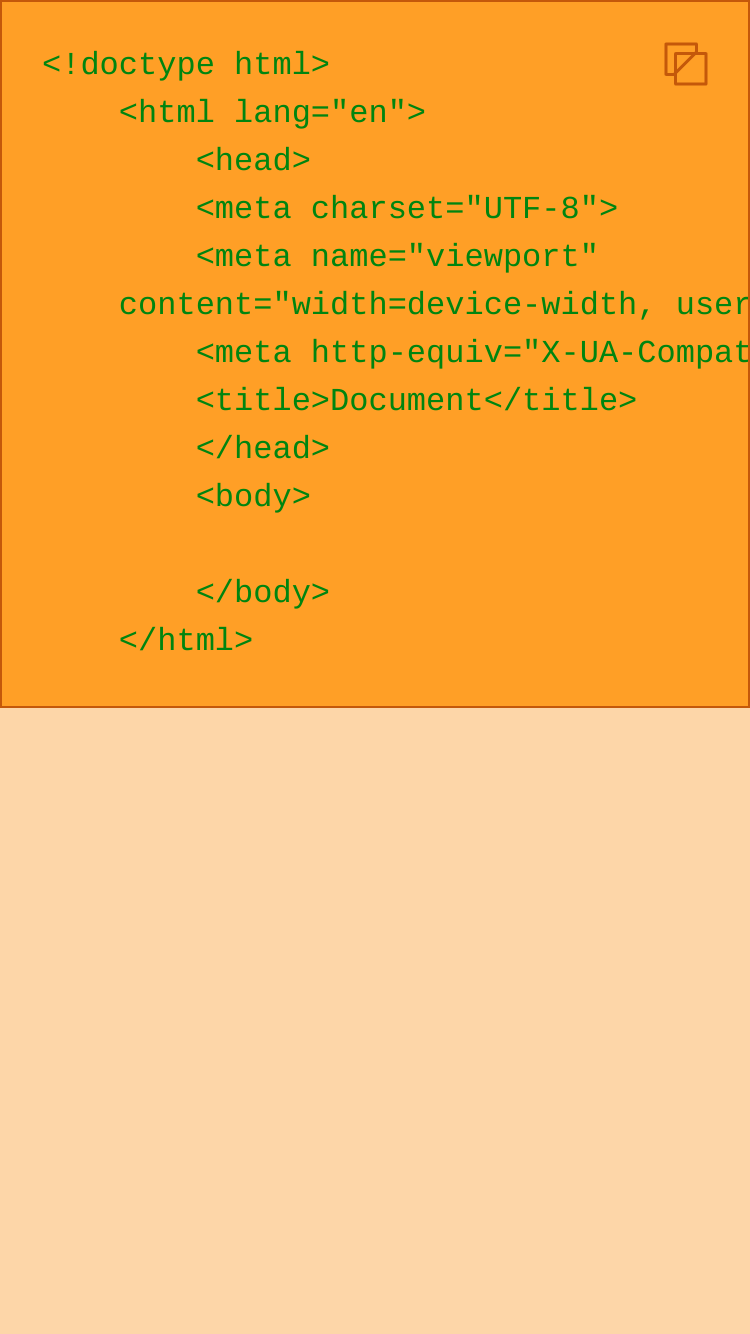 <!doctype html>
<html lang="en">
<head>
<meta charset="UTF-8">
<meta name="viewport"
content="width=device-width, user
<meta http-equiv="X-UA-Compat
<title>Document</title>
</head>
<body>
</body>
</html>